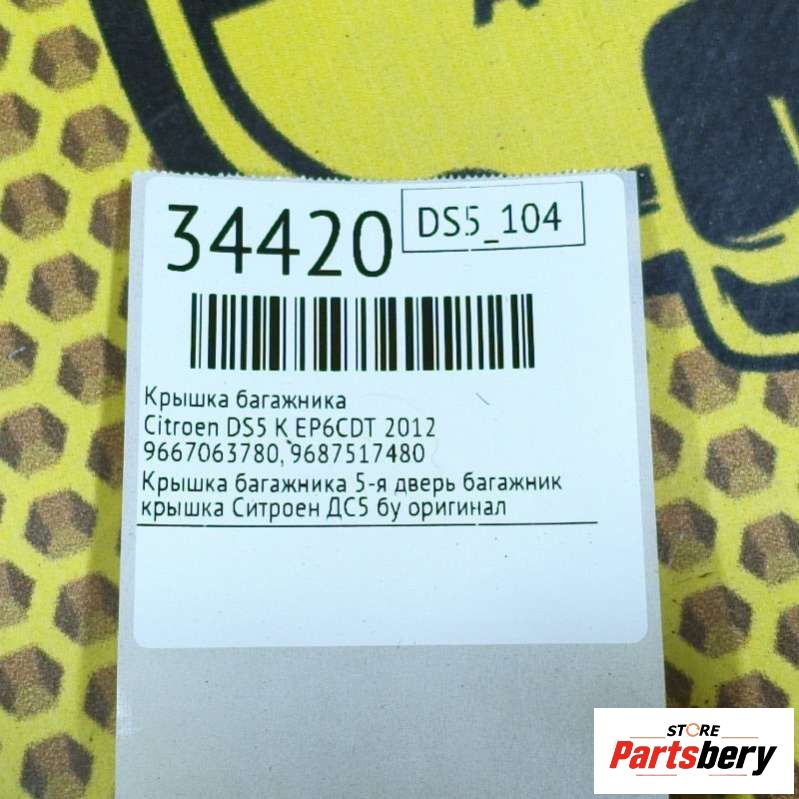 34420
DS5_104
Крышка багажника
Citroen DS5 K EP6CDT 2012
9667063780, 9687517480
Крышка багажника 5-я дверь багажник
крышка Ситроен ДС5 бу оригинал
STORE
Partsbery